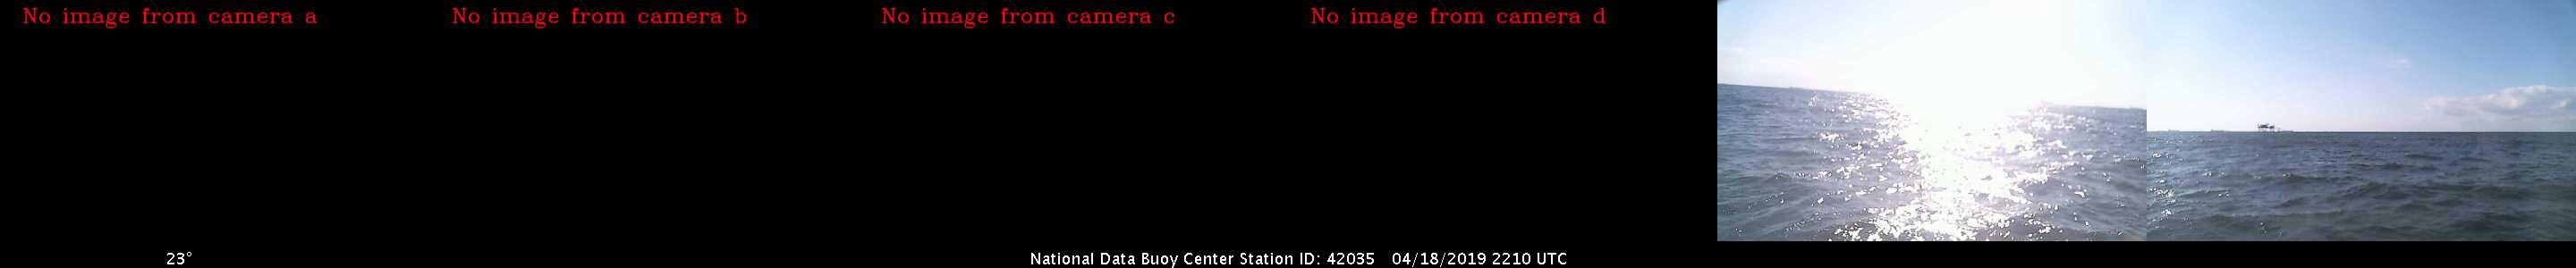 No image from camera a
No image from camera b
No image from camera c
No image from camera d
23°
National Data Buoy Center Station ID: 42035 04/18/2019 2210 UTC